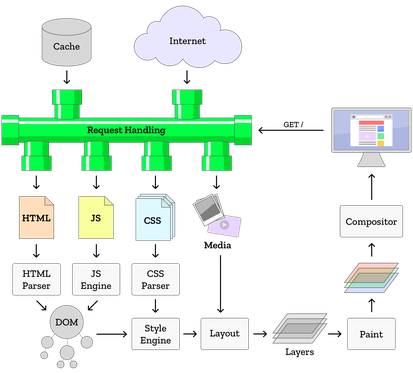 Cache
Internet
Request Handling
GET /
HTML
JS
CSS
Media
HTML
Parser
JS
Engine
CSS
Parser
Compositor
DOM
Style
Engine
Layout
Layers
Paint